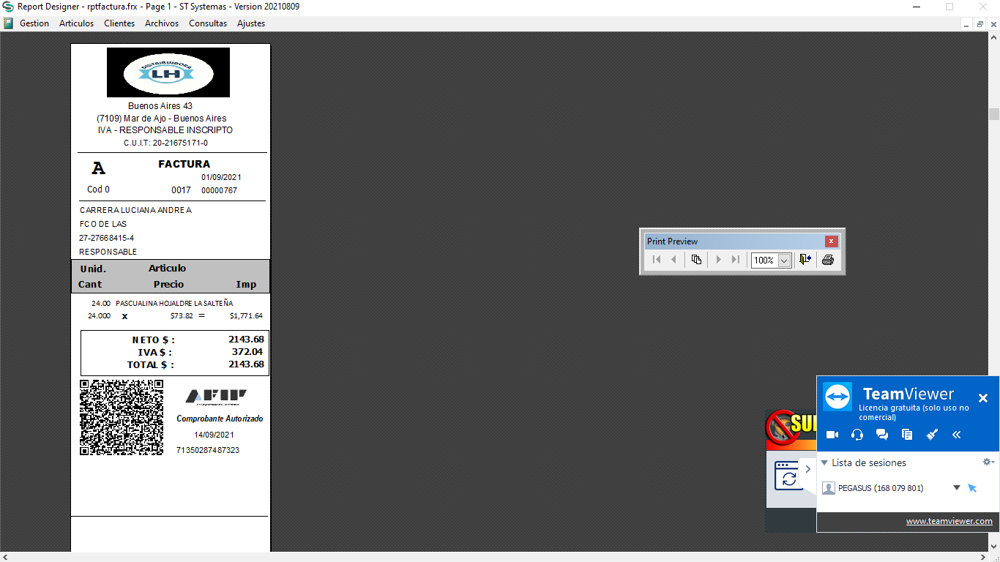 Report Designer - rptfactura.frx - Page 1 - ST Systemas - Version 20210809
Gestion Articulos Clientes Archivos Consultas Ajustes
DISTRIBUIDORA
LH
Buenos Aires 43
(7109) Mar de Ajo - Buenos Aires
IVA - RESPONSABLE INSCRIPTO
C.U.I.T: 20-21675171-0
A FACTURA
01/09/2021
Cod 0 0017 00000767
CARRERA LUCIANA ANDREA
FCO DE LAS
27-27668415-4
RESPONSABLE
Unid. Articulo
Cant Precio Imp
24.00 PASCUALINA HOJALDRE LA SALTEÑA
24.000 x $73.82 = $1,771.64
NETO $ : 2143.68
IVA $ : 372.04
TOTAL $ : 2143.68
AFIP
Comprobante Autorizado
14/09/2021
71350287487323
Print Preview
100%
TeamViewer
Licencia gratuita (solo uso no
comercial)
Lista de sesiones
PEGASUS (168 079 801)
www.teamviewer.com